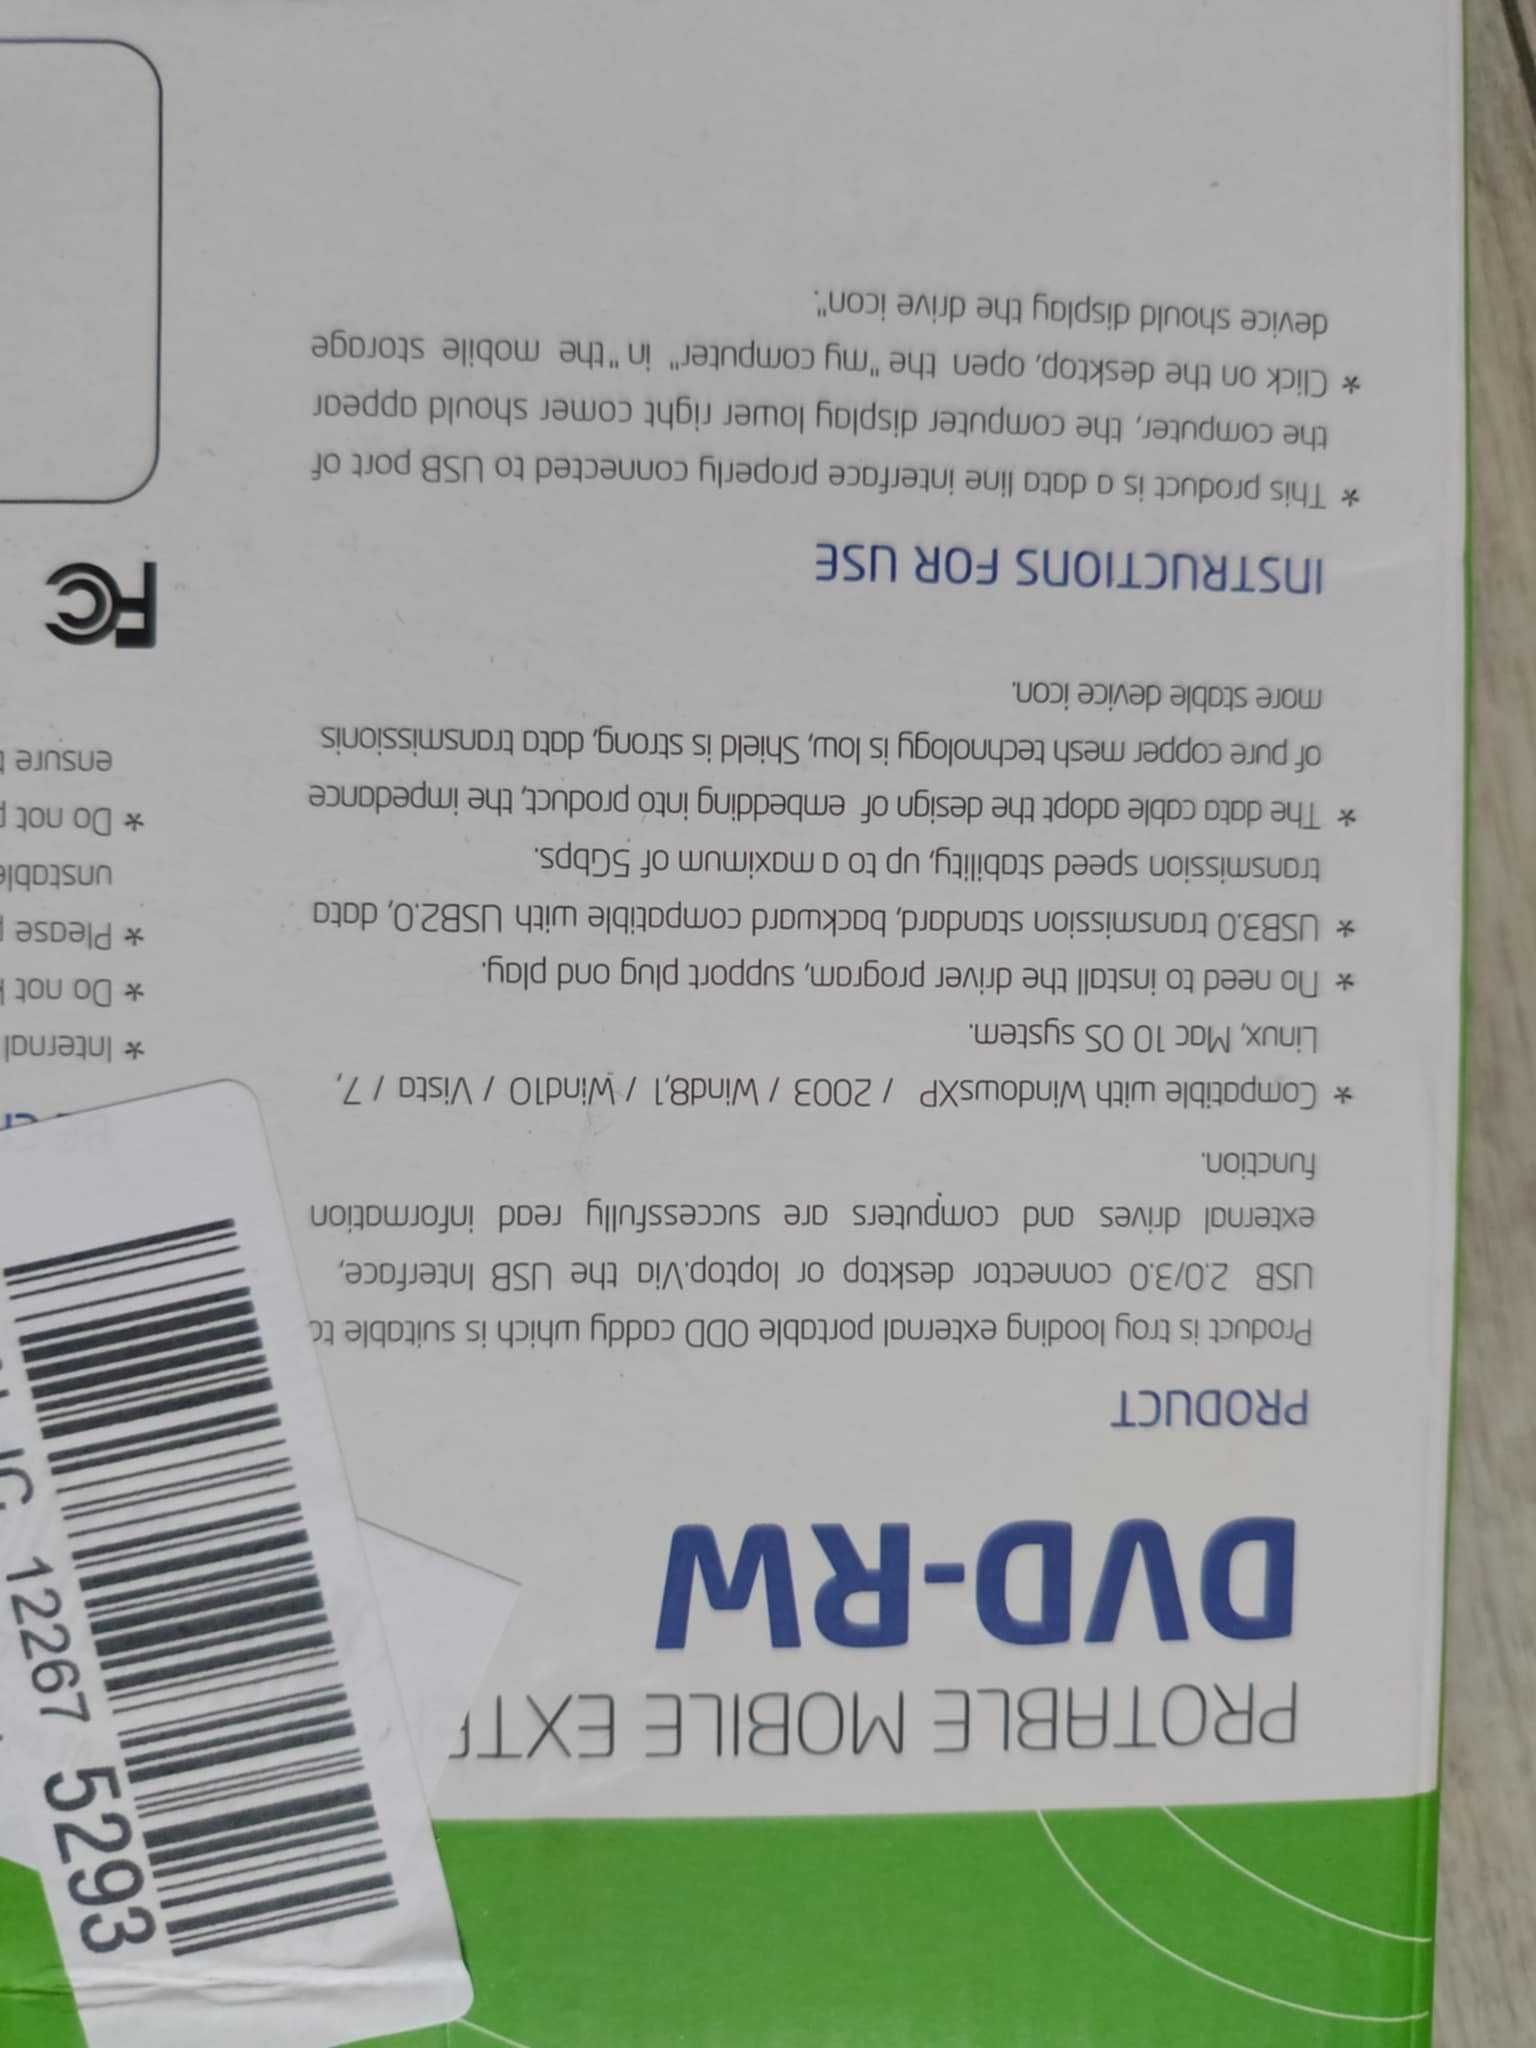 PROTABLE MOBILE
DVD-RW
PRODUCT
Product is troy looding external portable ODD caddy which is suitable to
USB 2.0/3.0 connector desktop or loptop.Via the USB Interface,
external drives and computers are successfully read information
function.
* Compatible with WindowsXP / 2003 / Wind8,1 / Wind10 / Vista / 7,
Linux, Mac 10 OS system.
* No need to install the driver program, support plug ond play.
* USB3.0 transmission standard, backward compatible with USB2.0, data
transmission speed stability, up to a maximum of 5Gbps.
* The data cable adopt the design of embedding into product, the impedance
of pure copper mesh technology is low, Shield is strong, data transmissionis
more stable device icon.
INSTRUCTIONS FOR USE
* This product is a data line interface properly connected to USB port of
the computer, the computer display lower right comer should appear
* Click on the desktop, open the "my computer" in "the mobile storage
device should display the drive icon".
* Internal
* Do not
* Please
* Do not
ensure
FC
12267 5293